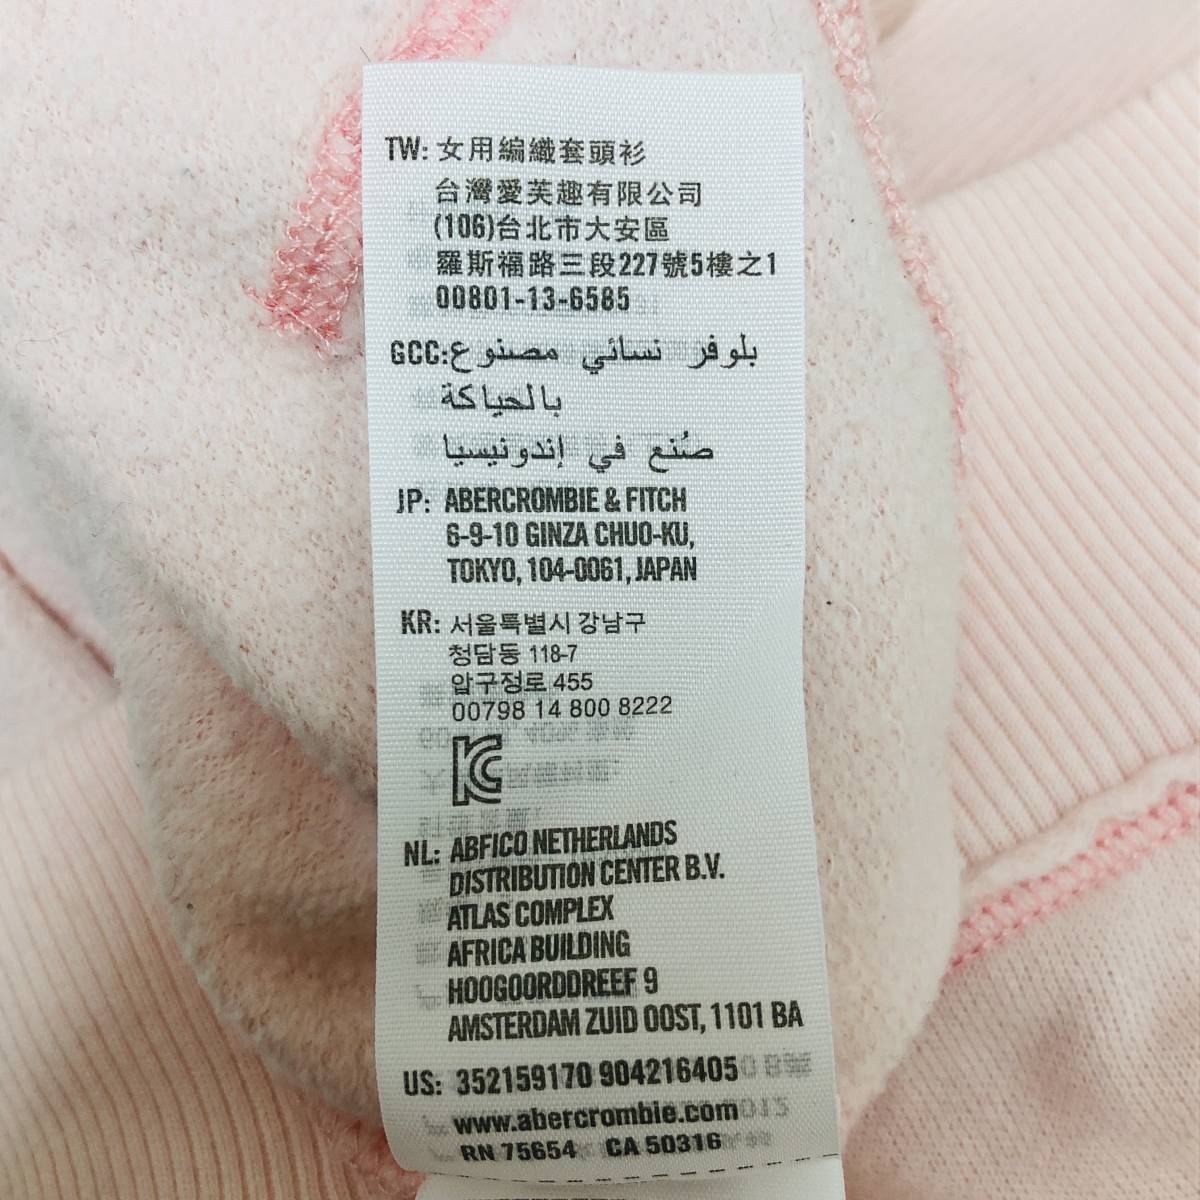 TW: 女用編織套頭衫
台灣愛芙趣有限公司
(106)台北市大安區
羅斯福路三段227號5樓之1
00801-13-6585
GCC: بلوفر نسائي مصنوع
بالحياكة
صُنع في إندونيسيا
JP: ABERCROMBIE & FITCH
6-9-10 GINZA CHUO-KU,
TOKYO, 104-0061, JAPAN
KR: 서울특별시 강남구
청담동 118-7
압구정로 455
00798 14 800 8222
NL: ABFICO NETHERLANDS
DISTRIBUTION CENTER B.V.
ATLAS COMPLEX
AFRICA BUILDING
HOOGOORDDREEF 9
AMSTERDAM ZUID OOST, 1101 BA
US: 352159170 904216405
www.abercrombie.com
RN 75654 CA 50316